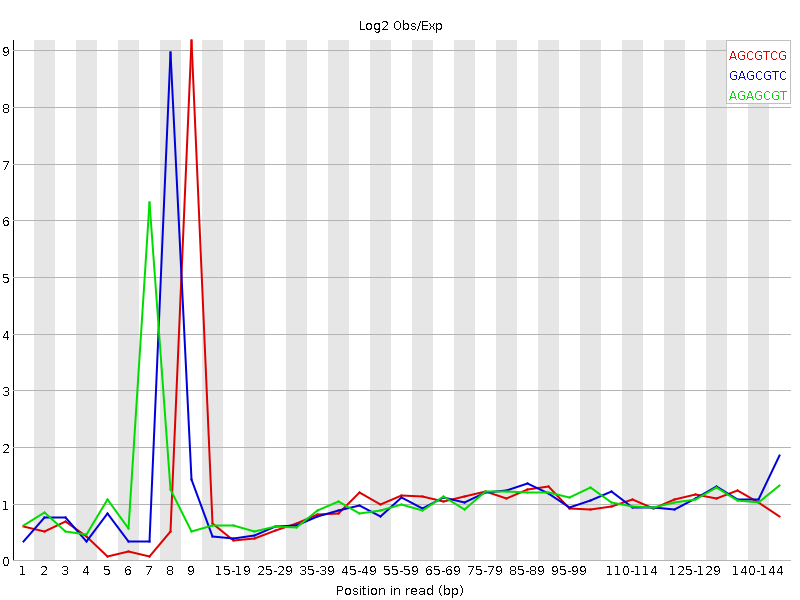 Log2 Obs/Exp
AGCGTCG
GAGCGTC
AGAGCGT
9
8
7
6
5
4
3
2
1
0
1 2 3 4 5 6 7 8 9 15-19 25-29 35-39 45-49 55-59 65-69 75-79 85-89 95-99 110-114 125-129 140-144
Position in read (bp)